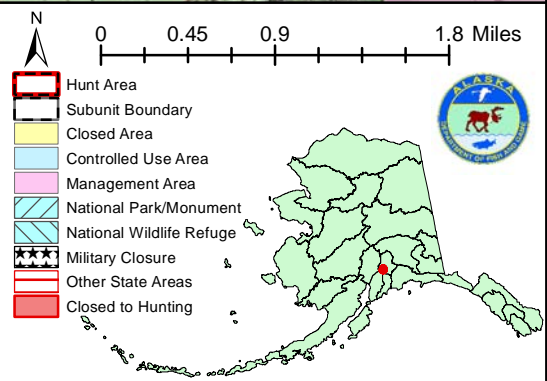 N
0 0.45 0.9 1.8 Miles
Hunt Area
Subunit Boundary
Closed Area
Controlled Use Area
Management Area
National Park/Monument
National Wildlife Refuge
Military Closure
Other State Areas
Closed to Hunting
ALASKA
DEPARTMENT OF FISH AND GAME